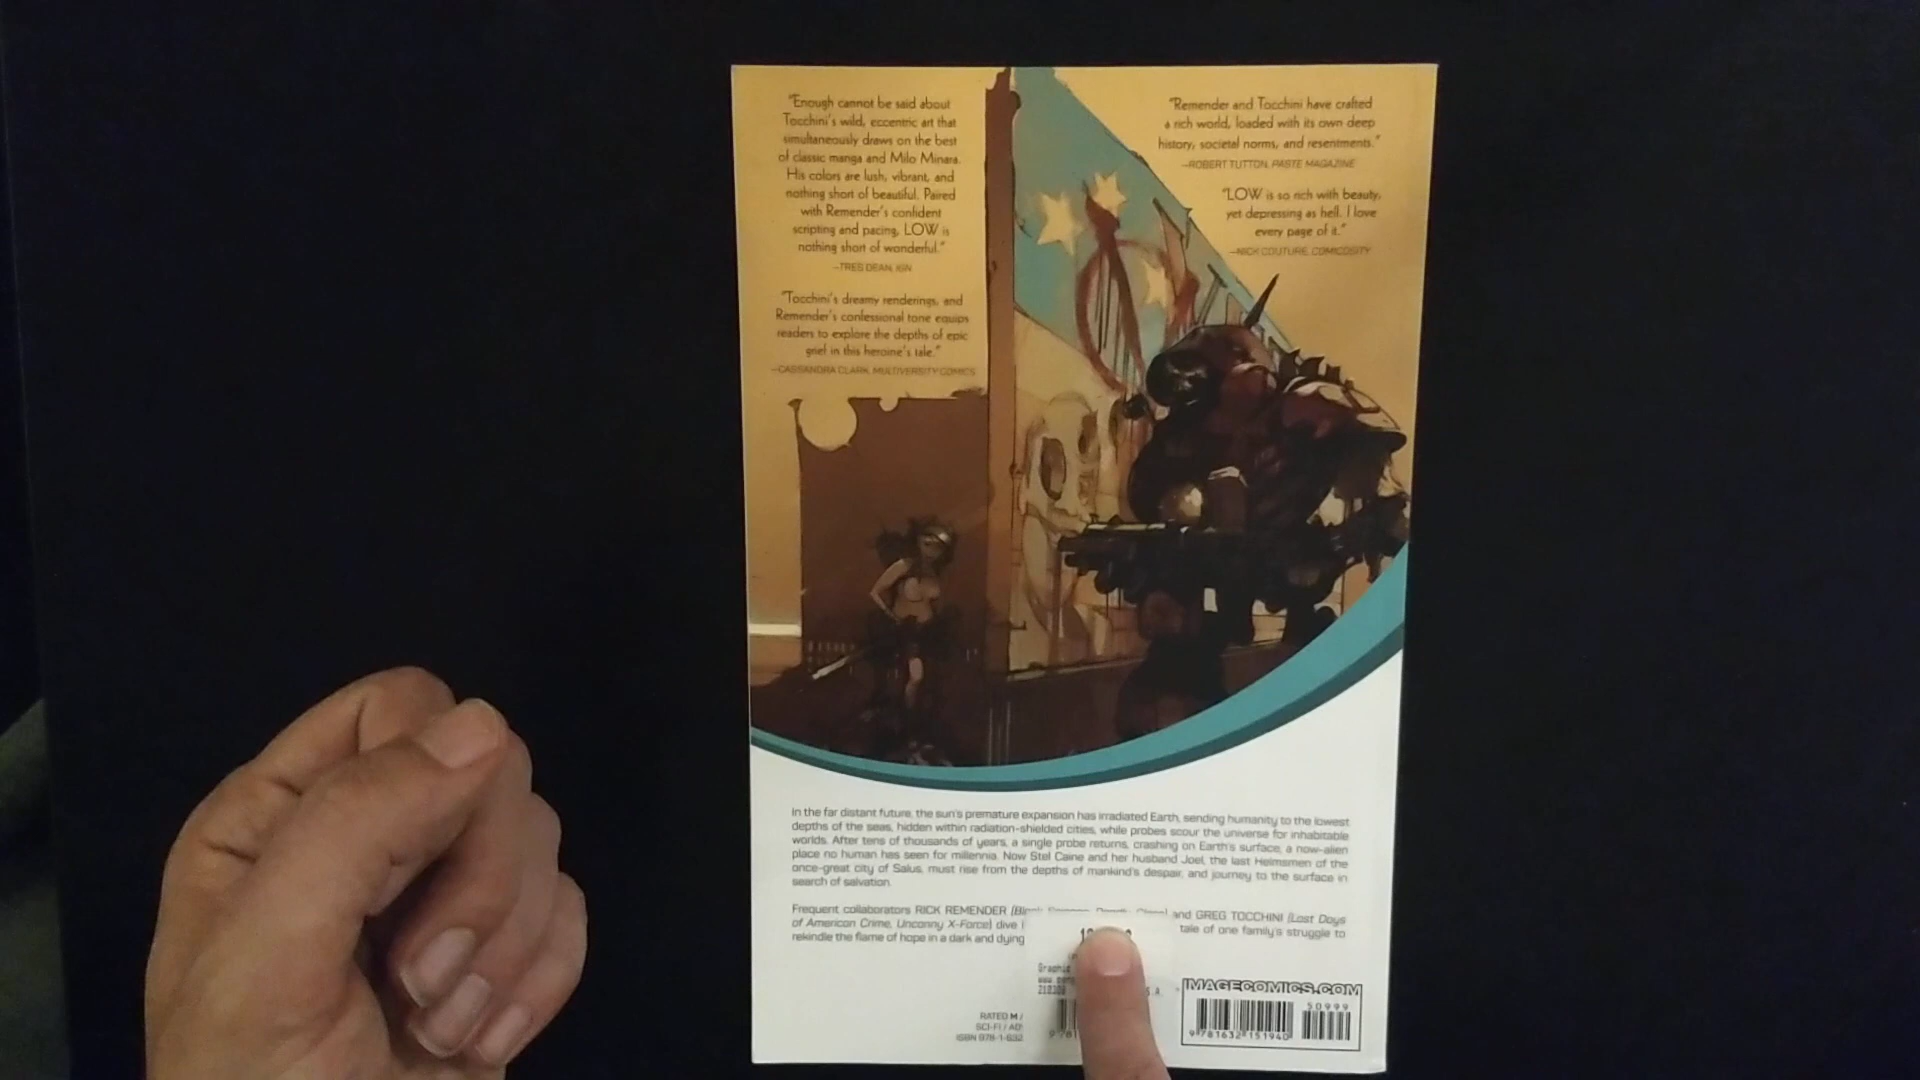 "Enough cannot be said about
Tocchini's wild, eccentric art that
simultaneously draws on the best
of classic manga and Milo Minara.
His colors are lush, vibrant, and
nothing short of beautiful. Paired
with Remender's confident
scripting and pacing, LOW is
nothing short of wonderful."
—TRES DEAN, IGN
"Tocchini's dreamy renderings, and
Remender's confessional tone equips
readers to explore the depths of epic
grief in this heroine's tale."
—CASSANDRA CLARK, MULTIVERSITY COMICS
"Remender and Tocchini have crafted
a rich world, loaded with its own deep
history, societal norms, and resentments."
—ROBERT TUTTON, PASTE MAGAZINE
"LOW is so rich with beauty,
yet depressing as hell. I love
every page of it."
—NICK COUTURE, COMICOSITY
In the far distant future, the sun's premature expansion has irradiated Earth, sending humanity to the lowest
depths of the seas, hidden within radiation-shielded cities, while probes scour the universe for inhabitable
worlds. After tens of thousands of years, a single probe returns, crashing on Earth's surface, a now-alien
place no human has seen for millennia. Now Stel Caine and her husband Joel, the last Helmsmen of the
once-great city of Salus, must rise from the depths of mankind's despair, and journey to the surface in
search of salvation.
Frequent collaborators RICK REMENDER and GREG TOCCHINI (Lost Days
of American Crime, Uncanny X-Force) dive tale of one family's struggle to
rekindle the flame of hope in a dark and dying
Graphic
RATED M /
SCI-FI /
ISBN 978-1-632
IMAGECOMICS.COM
50999
9 781632 151940